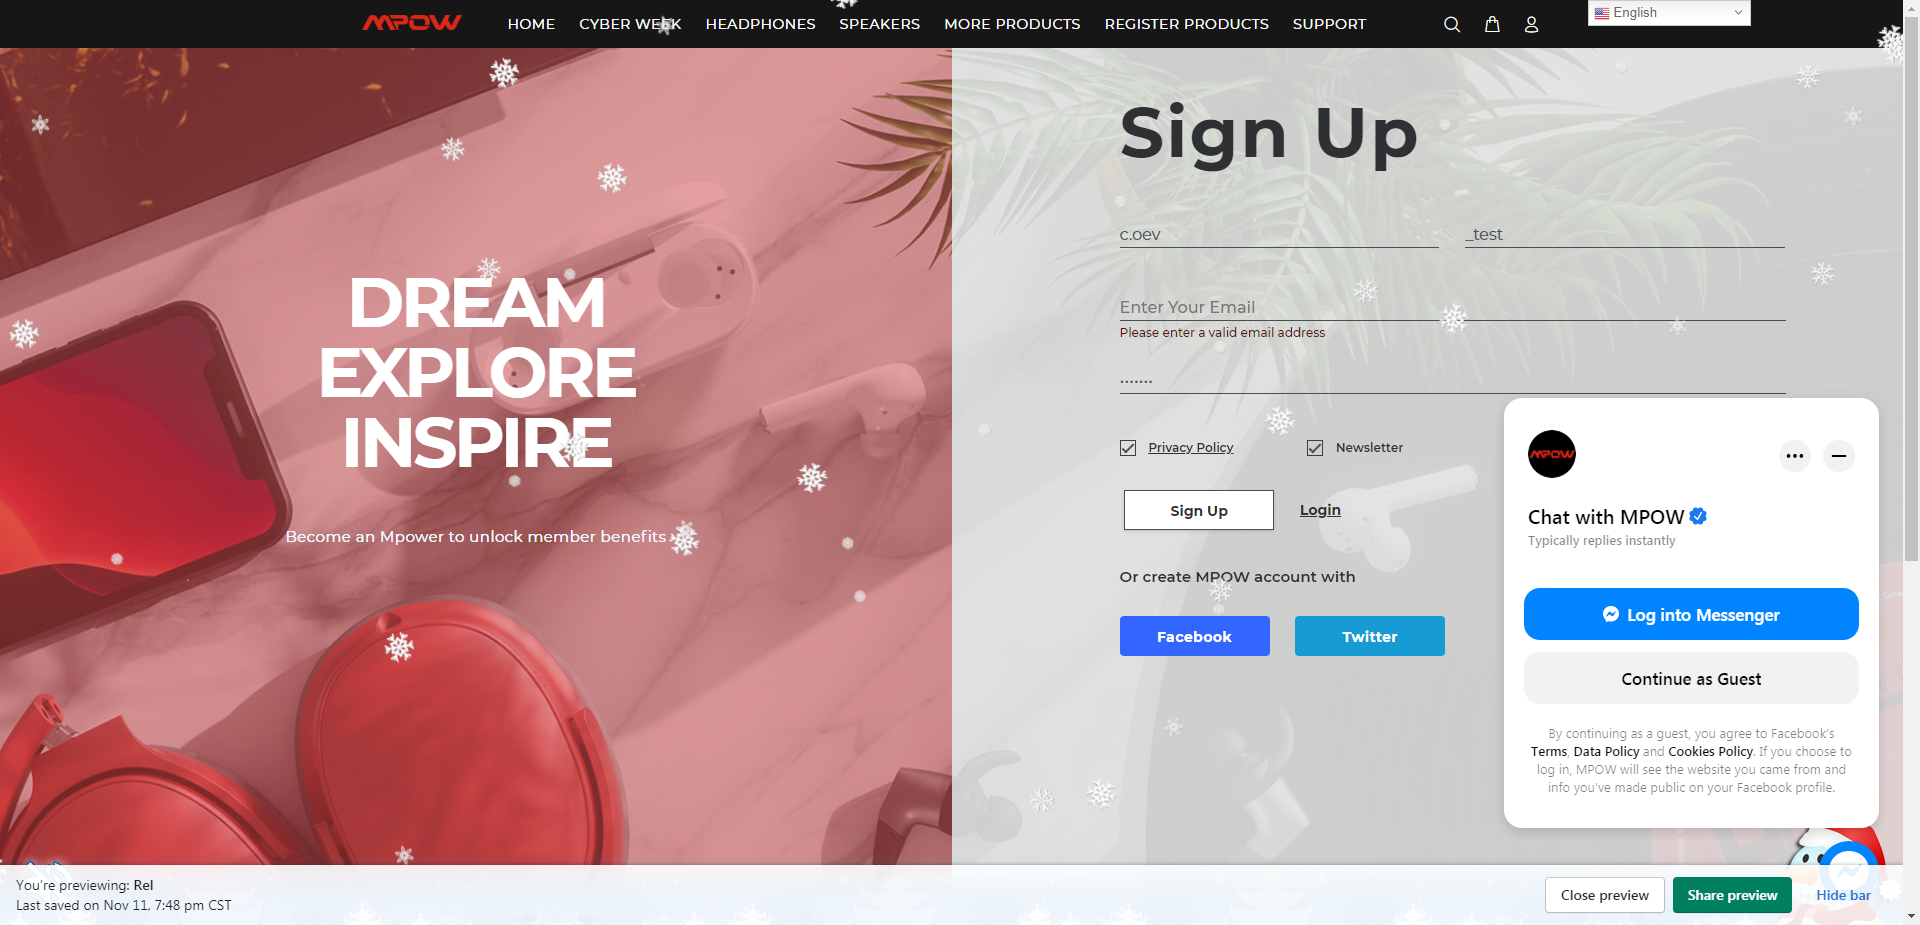 MPOW
HOME CYBER WEEK HEADPHONES SPEAKERS MORE PRODUCTS REGISTER PRODUCTS SUPPORT
English
DREAM
EXPLORE
INSPIRE
Become an Mpower to unlock member benefits
Sign Up
c.oev _test
Enter Your Email
Please enter a valid email address
.......
Privacy Policy Newsletter
Sign Up Login
Or create MPOW account with
Facebook Twitter
MPOW
Chat with MPOW
Typically replies instantly
Log into Messenger
Continue as Guest
By continuing as a guest, you agree to Facebook's
Terms, Data Policy and Cookies Policy. If you choose to
log in, MPOW will see the website you came from and
info you've made public on your Facebook profile.
You're previewing: Rel
Last saved on Nov 11, 7:48 pm CST
Close preview Share preview Hide bar